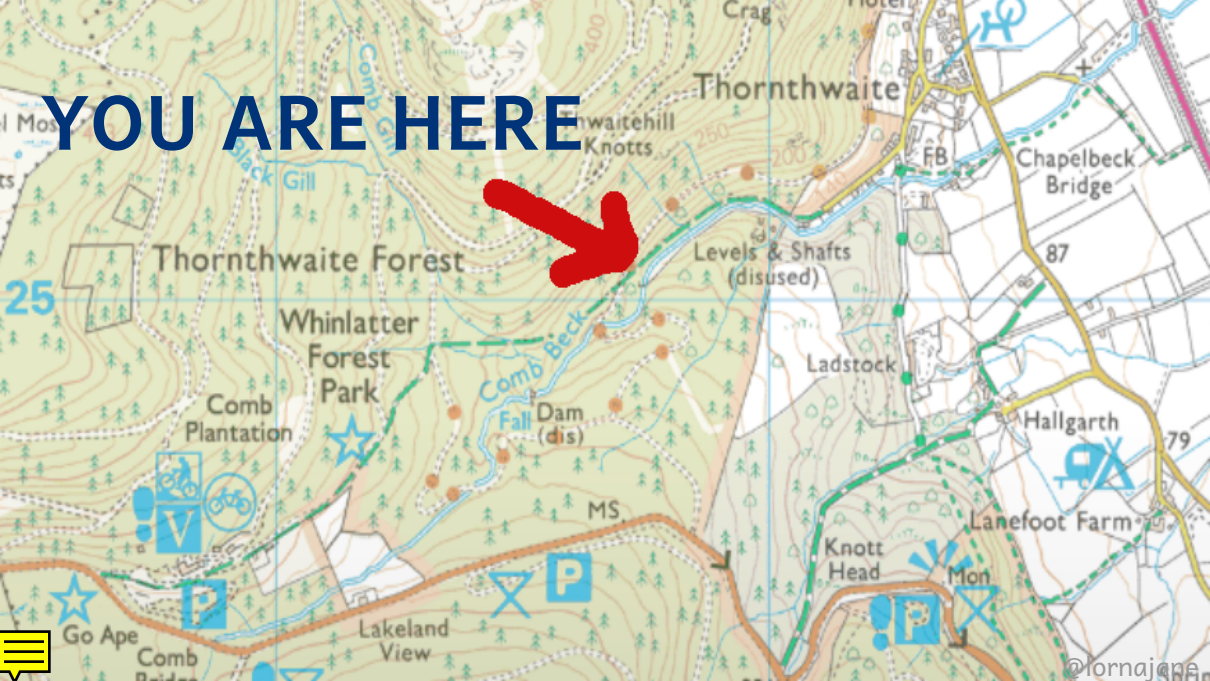 Crag
Hotel
Thornthwaite
YOU ARE HERE
Comb Gill
Knotts
250
200
400
Black Gill
FB
Chapelbeck
Bridge
Thornthwaite Forest
Levels & Shafts
(disused)
87
25
Whinlatter
Forest
Park
Comb Beck
Ladstock
Comb
Plantation
Fall
Dam
(dis)
Hallgarth
79
V
MS
Lanefoot Farm
Knott
Head
Mon
P
P
P
Go Ape
Lakeland
View
Comb
@lornajane